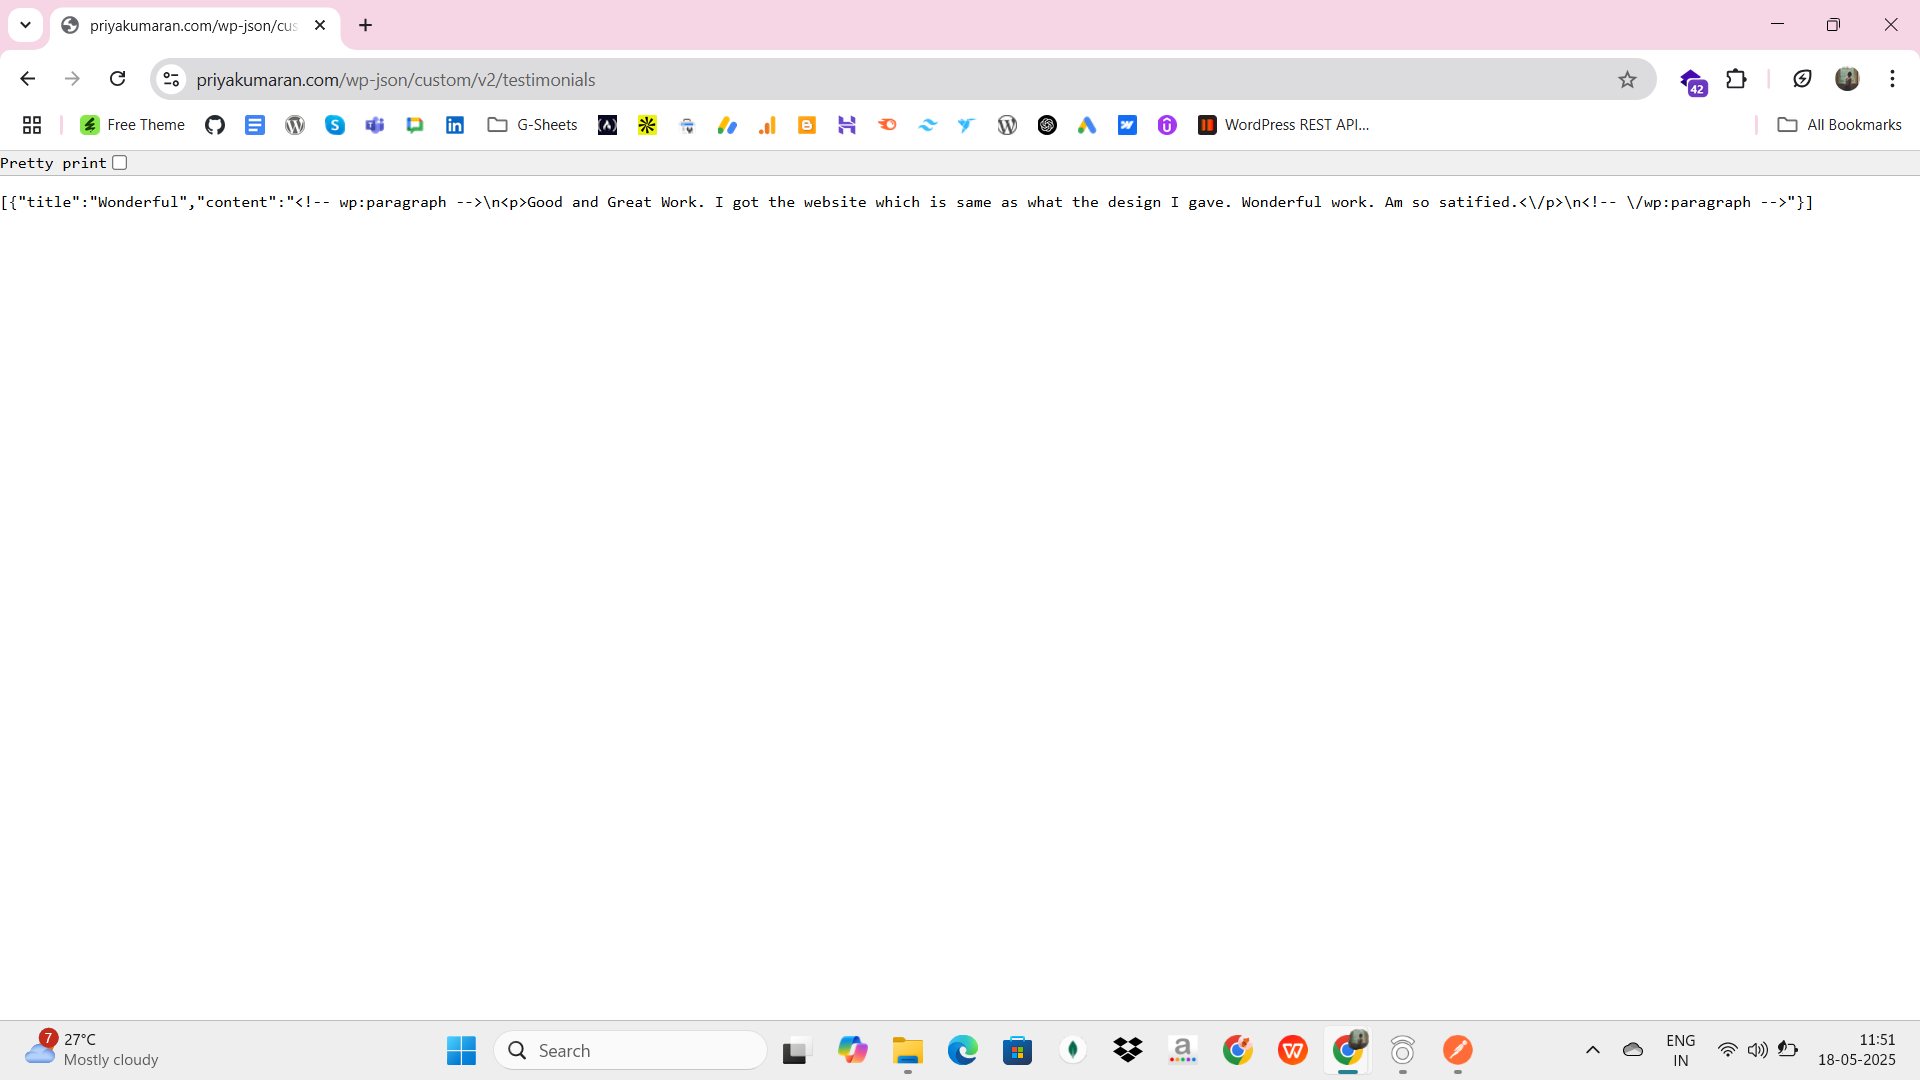 priyakumaran.com/wp-json/cus
priyakumaran.com/wp-json/custom/v2/testimonials
42
Free Theme
G-Sheets
WordPress REST API...
All Bookmarks
Pretty print
[{"title":"Wonderful","content":"<!-- wp:paragraph -->\n<p>Good and Great Work. I got the website which is same as what the design I gave. Wonderful work. Am so satified.<\/p>\n<!-- \/wp:paragraph -->"}]
7
27°C
Mostly cloudy
Search
ENG
IN
11:51
18-05-2025